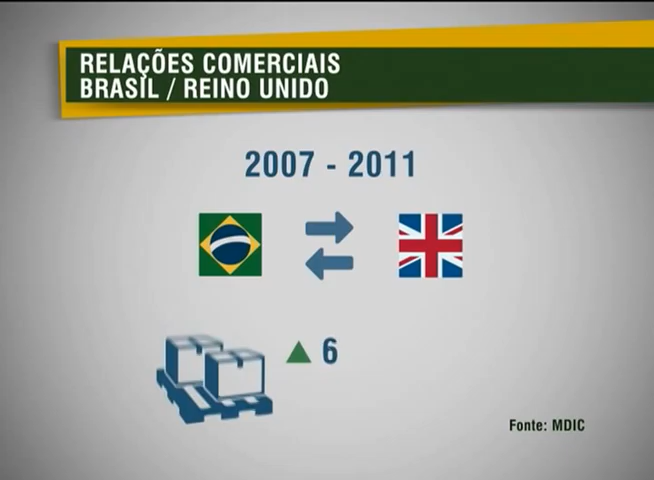 RELAÇÕES COMERCIAIS
BRASIL / REINO UNIDO
2007 - 2011
6
Fonte: MDIC